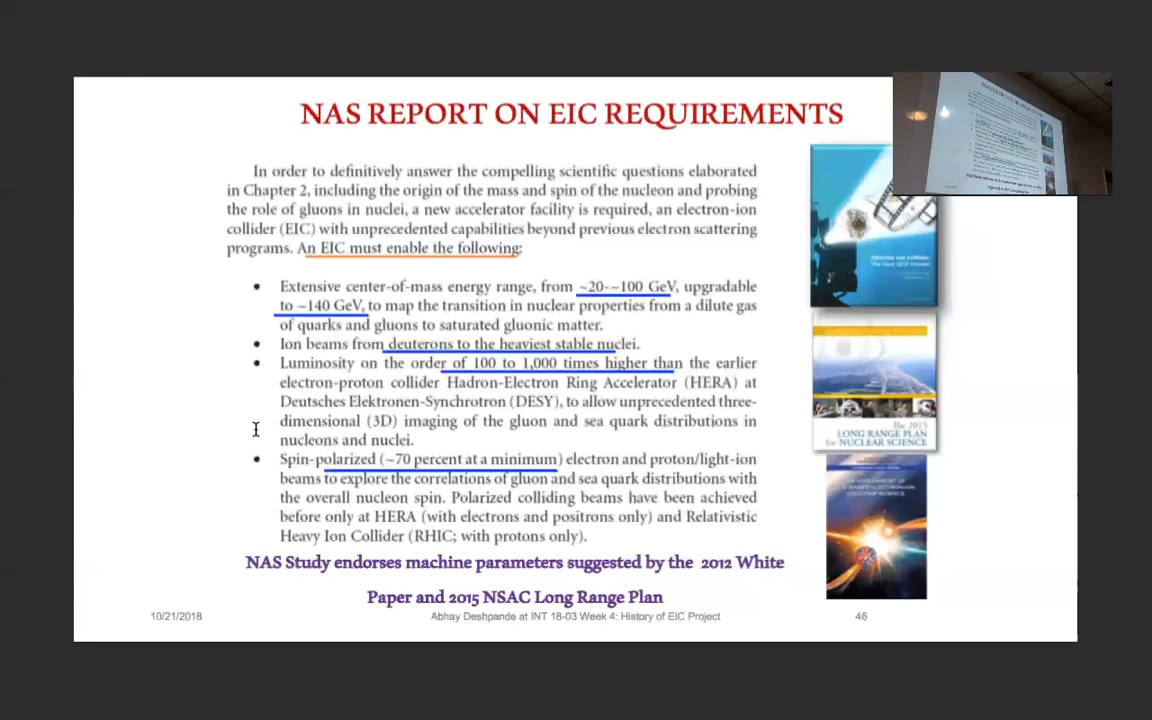 NAS REPORT ON EIC REQUIREMENTS
In order to definitively answer the compelling scientific questions elaborated
in Chapter 2, including the origin of the mass and spin of the nucleon and probing
the role of gluons in nuclei, a new accelerator facility is required, an electron-ion
collider (EIC) with unprecedented capabilities beyond previous electron scattering
programs. An EIC must enable the following:
• Extensive center-of-mass energy range, from ~20-~100 GeV, upgradable
to ~140 GeV, to map the transition in nuclear properties from a dilute gas
of quarks and gluons to saturated gluonic matter.
• Ion beams from deuterons to the heaviest stable nuclei.
• Luminosity on the order of 100 to 1,000 times higher than the earlier
electron-proton collider Hadron-Electron Ring Accelerator (HERA) at
Deutsches Elektronen-Synchrotron (DESY), to allow unprecedented three-
dimensional (3D) imaging of the gluon and sea quark distributions in
nucleons and nuclei.
• Spin-polarized (~70 percent at a minimum) electron and proton/light-ion
beams to explore the correlations of gluon and sea quark distributions with
the overall nucleon spin. Polarized colliding beams have been achieved
before only at HERA (with electrons and positrons only) and Relativistic
Heavy Ion Collider (RHIC; with protons only).
NAS Study endorses machine parameters suggested by the 2012 White
Paper and 2015 NSAC Long Range Plan
10/21/2018
Abhay Deshpande at INT 18-03 Week 4: History of EIC Project
46
Electron Ion Collider:
The Next QCD Frontier
The 2015
LONG RANGE PLAN
for NUCLEAR SCIENCE